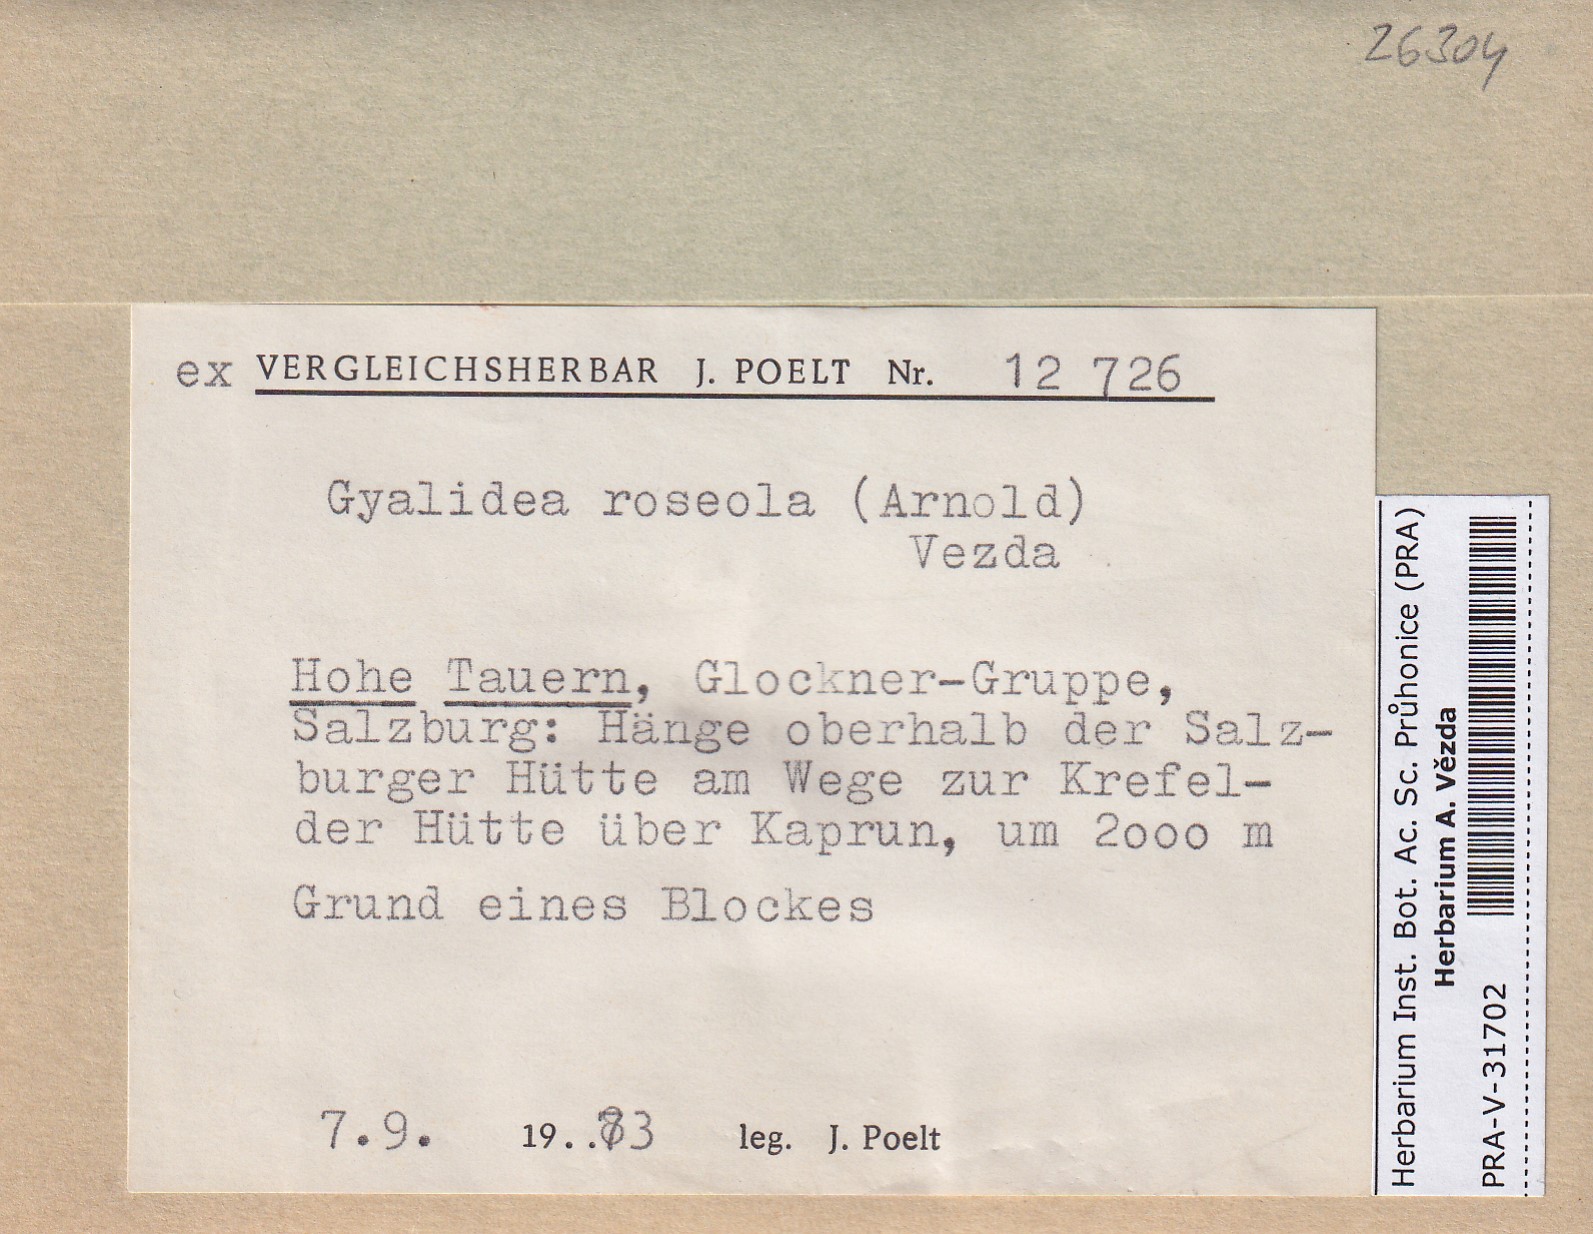 26304
ex VERGLEICHSHERBAR J. POELT Nr. 12 726
Gyalidea roseola (Arnold)
Vezda
Hohe Tauern, Glockner-Gruppe,
Salzburg: Hänge oberhalb der Salz-
burger Hütte am Wege zur Krefel-
der Hütte über Kaprun, um 2ooo m
Grund eines Blockes
7.9. 19.. leg. J. Poelt
Herbarium Inst. Bot. Ac. Sc. Průhonice (PRA)
Herbarium A. Vězda
PRA-V-31702